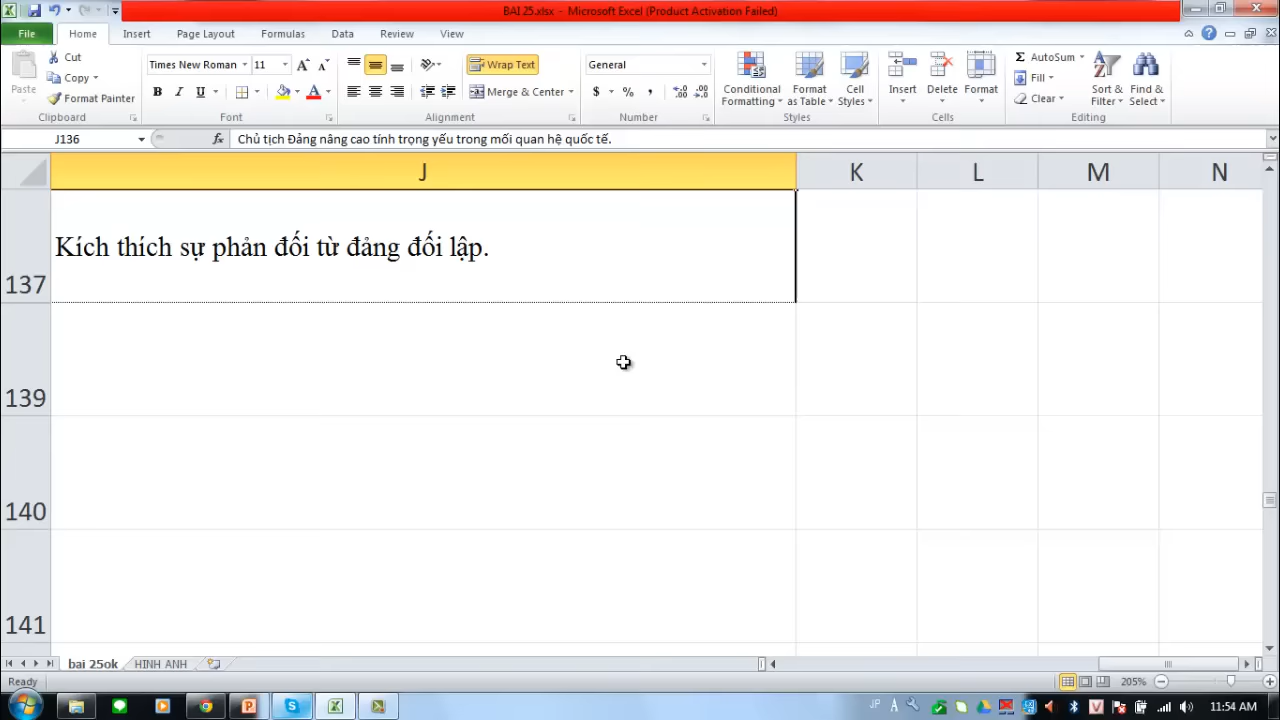 BAI 25.xlsx - Microsoft Excel (Product Activation Failed)
File Home Insert Page Layout Formulas Data Review View
Paste
Cut
Copy
Format Painter
Clipboard
Times New Roman 11
A A
B I U A
Font
Wrap Text
Merge & Center
Alignment
General
$ % ,
Number
Conditional Formatting
Format as Table
Cell Styles
Styles
Insert Delete Format
Cells
Σ AutoSum
Fill
Clear
Sort & Filter
Find & Select
Editing
J136 fx Chủ tịch Đảng nâng cao tính trọng yếu trong mối quan hệ quốc tế.
J K L M N
137 Kích thích sự phản đối từ đảng đối lập.
139
140
141
bai 25ok HINH ANH
Ready 205%
JP A 11:54 AM